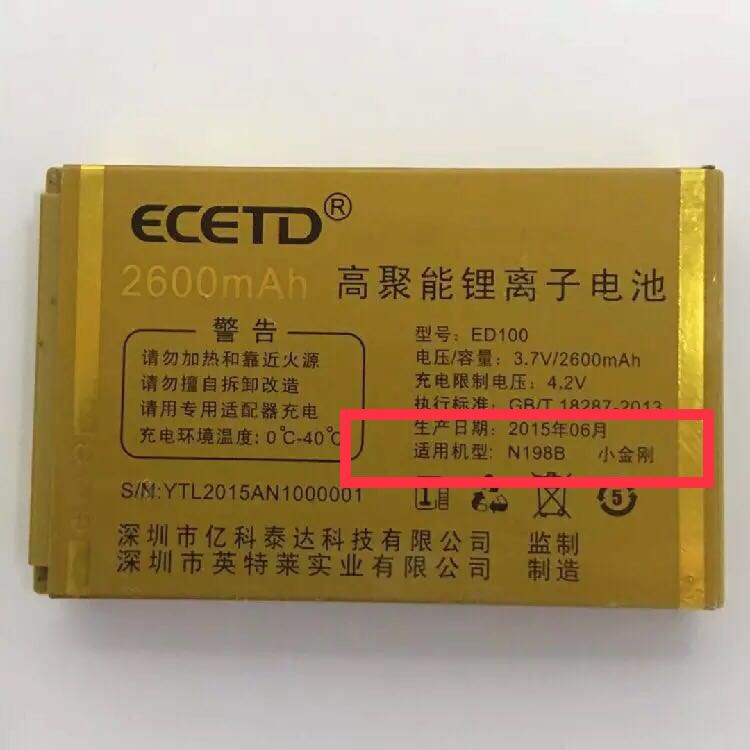 ECETD®
2600mAh 高聚能锂离子电池
警告
请勿加热和靠近火源
请勿擅自拆卸改造
请用专用适配器充电
充电环境温度：0℃-40℃
型号：ED100
电压/容量：3.7V/2600mAh
充电限制电压：4.2V
执行标准：GB/T 18287-2013
生产日期：2015年06月
适用机型：N198B 小金刚
S/N:YTL2015AN1000001
5
深圳市亿科泰达科技有限公司 监制
深圳市英特莱实业有限公司 制造